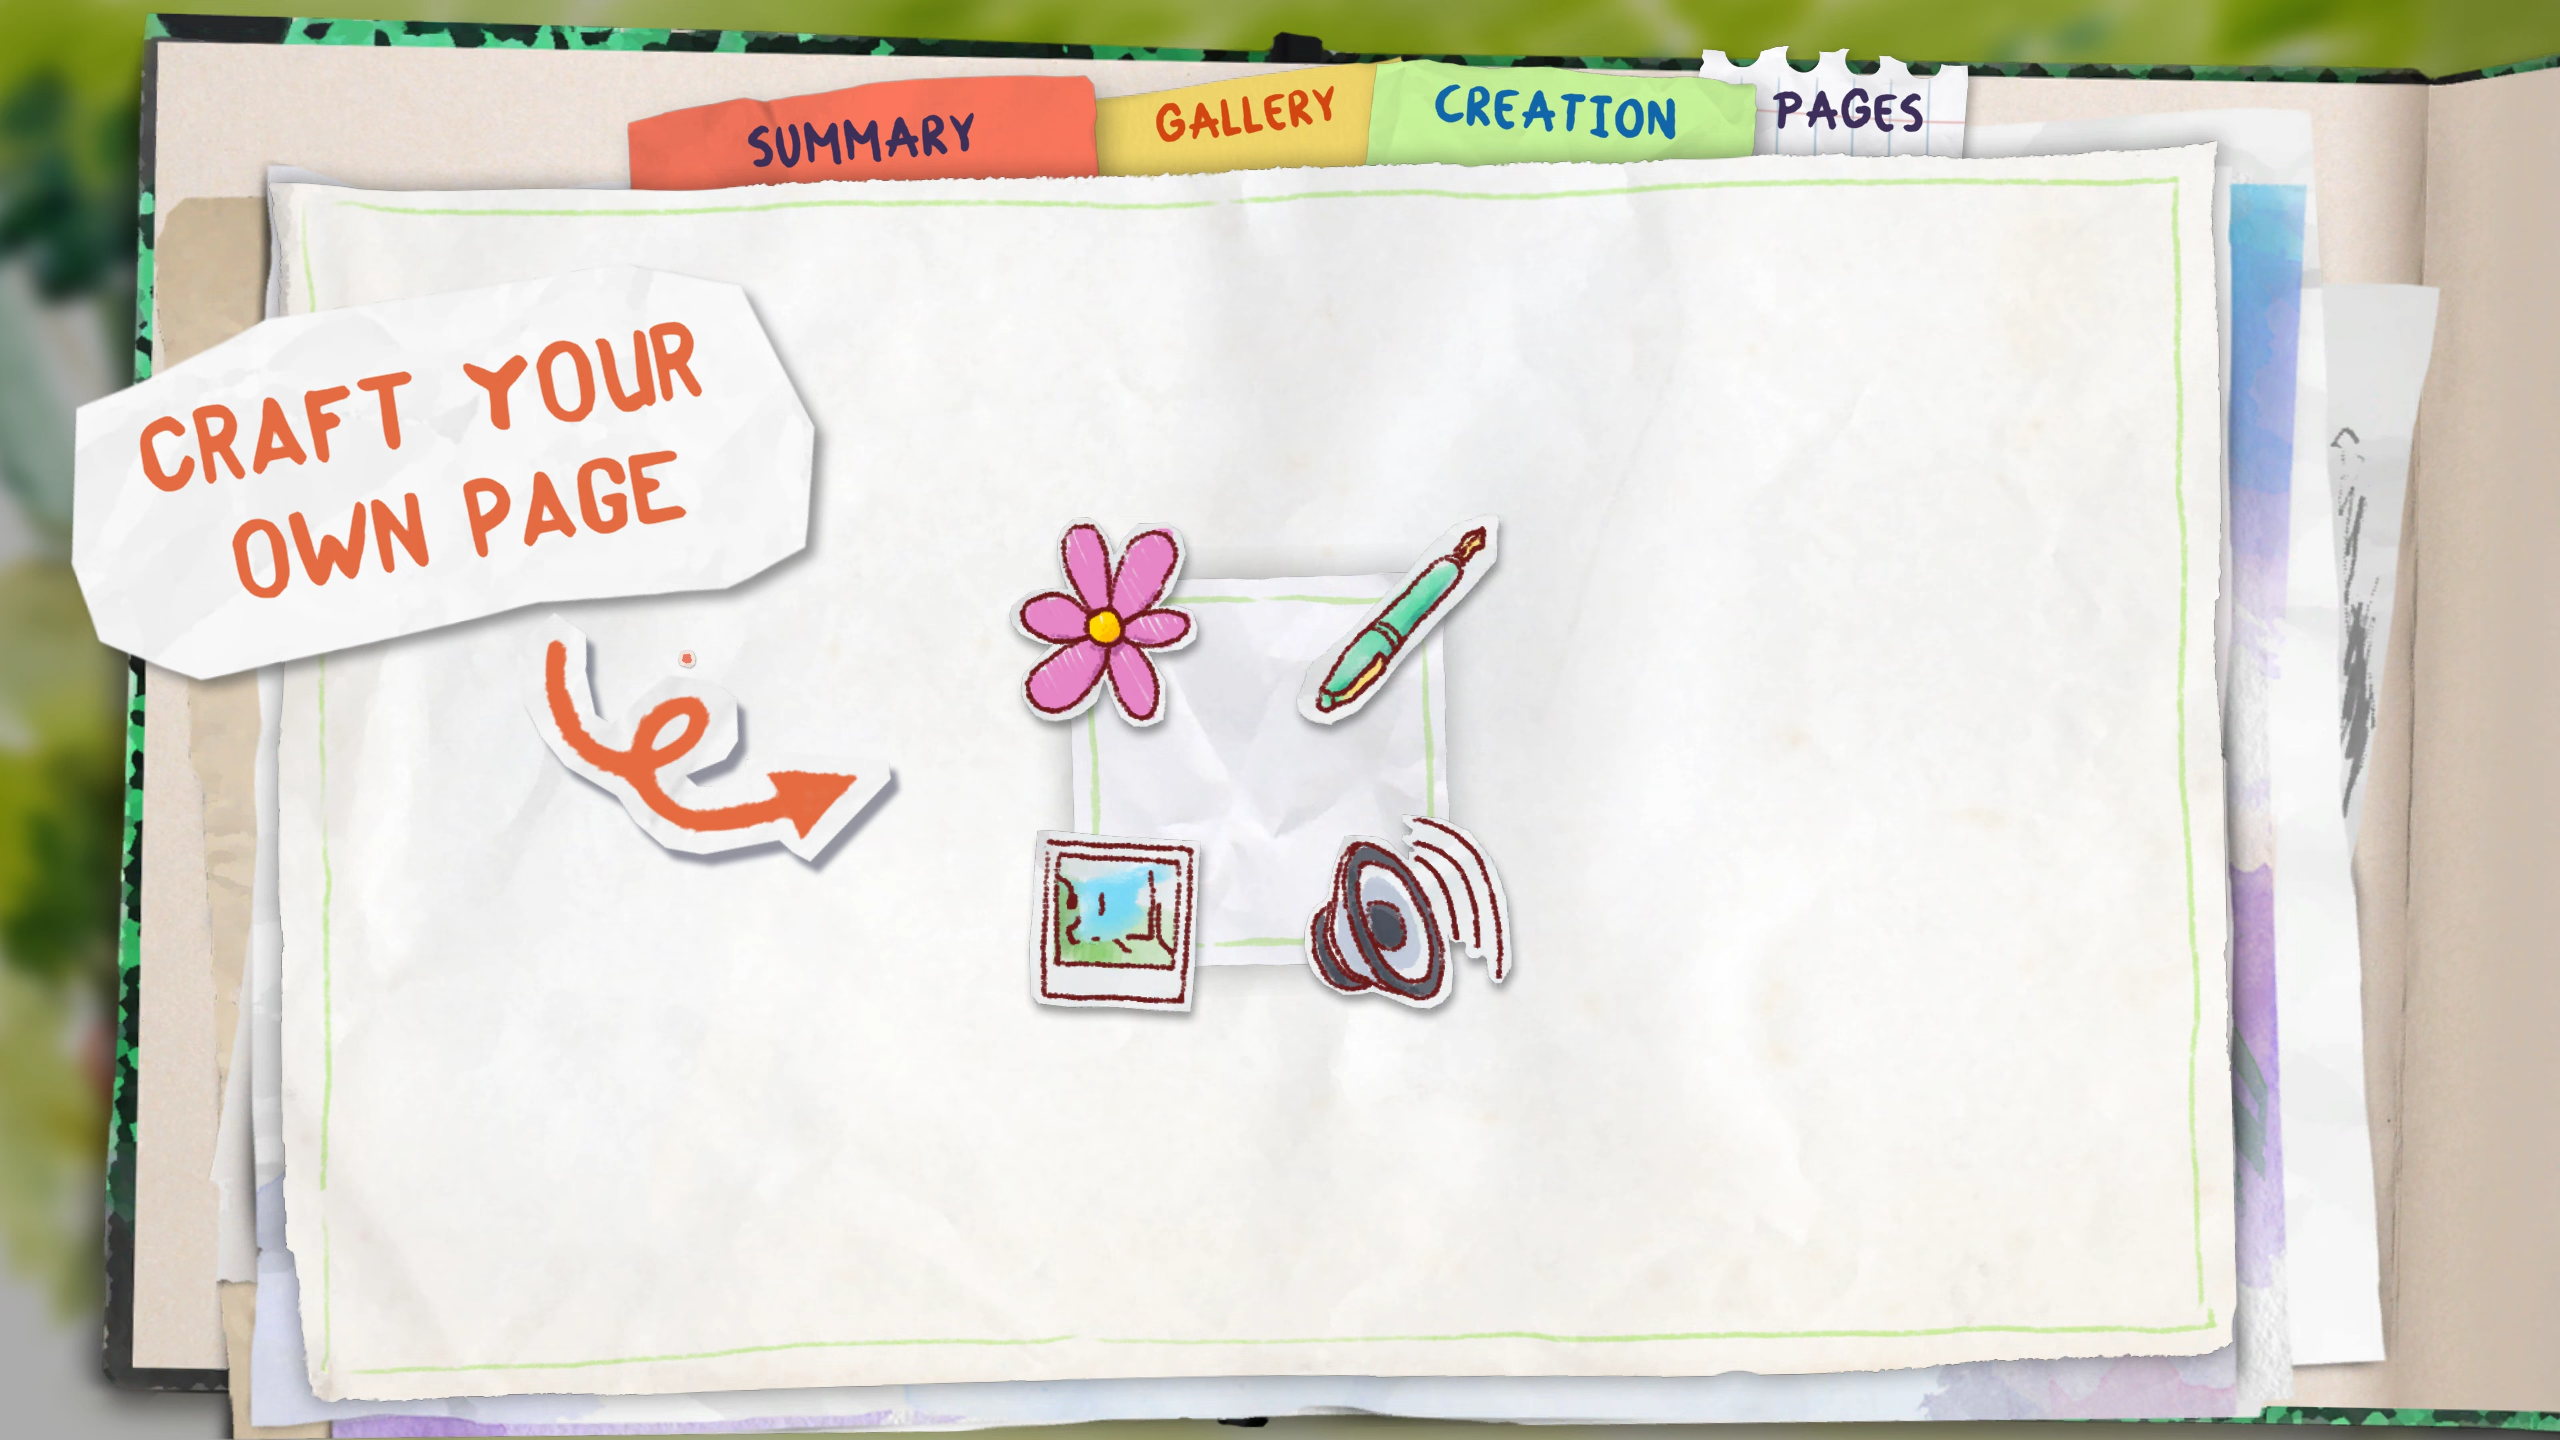 SUMMARY
GALLERY
CREATION
PAGES
CRAFT YOUR
OWN PAGE